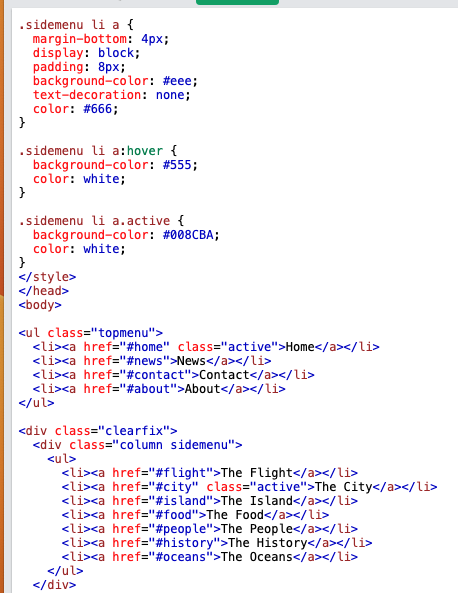 .sidemenu li a {
  margin-bottom: 4px;
  display: block;
  padding: 8px;
  background-color: #eee;
  text-decoration: none;
  color: #666;
}

.sidemenu li a:hover {
  background-color: #555;
  color: white;
}

.sidemenu li a.active {
  background-color: #008CBA;
  color: white;
}
</style>
</head>
<body>

<ul class="topmenu">
  <li><a href="#home" class="active">Home</a></li>
  <li><a href="#news">News</a></li>
  <li><a href="#contact">Contact</a></li>
  <li><a href="#about">About</a></li>
</ul>

<div class="clearfix">
  <div class="column sidemenu">
    <ul>
      <li><a href="#flight">The Flight</a></li>
      <li><a href="#city" class="active">The City</a></li>
      <li><a href="#island">The Island</a></li>
      <li><a href="#food">The Food</a></li>
      <li><a href="#people">The People</a></li>
      <li><a href="#history">The History</a></li>
      <li><a href="#oceans">The Oceans</a></li>
    </ul>
  </div>